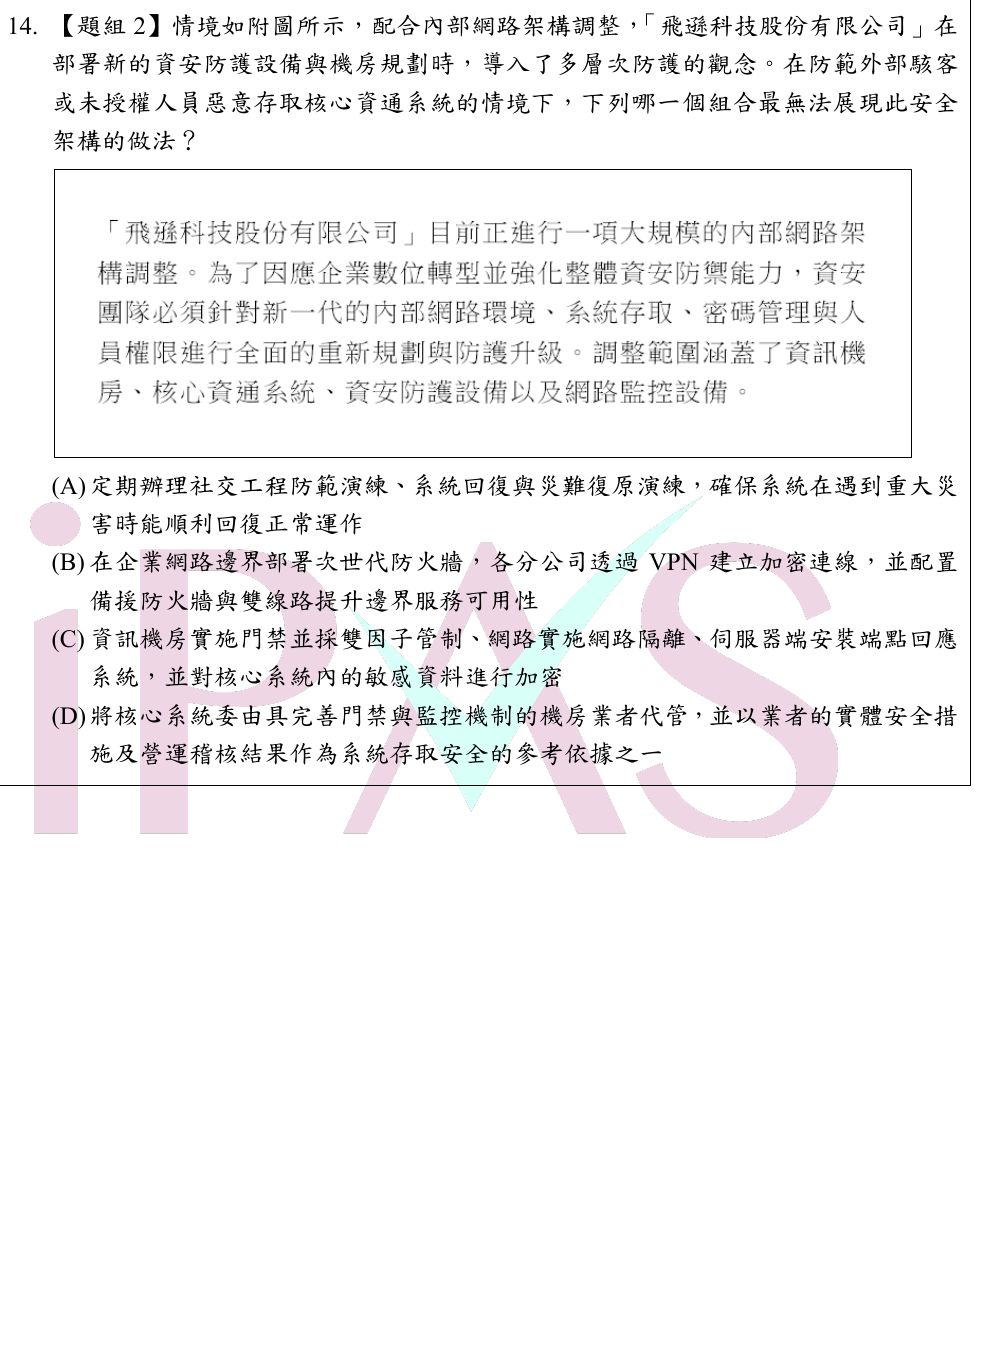 14. 【題組 2】情境如附圖所示，配合內部網路架構調整，「飛遜科技股份有限公司」在
部署新的資安防護設備與機房規劃時，導入了多層次防護的觀念。在防範外部駭客
或未授權人員惡意存取核心資通系統的情境下，下列哪一個組合最無法展現此安全
架構的做法？
「飛遜科技股份有限公司」目前正進行一項大規模的內部網路架
構調整。為了因應企業數位轉型並強化整體資安防禦能力，資安
團隊必須針對新一代的內部網路環境、系統存取、密碼管理與人
員權限進行全面的重新規劃與防護升級。調整範圍涵蓋了資訊機
房、核心資通系統、資安防護設備以及網路監控設備。
(A)定期辦理社交工程防範演練、系統回復與災難復原演練，確保系統在遇到重大災
害時能順利回復正常運作
(B)在企業網路邊界部署次世代防火牆，各分公司透過 VPN 建立加密連線，並配置
備援防火牆與雙線路提升邊界服務可用性
(C)資訊機房實施門禁並採雙因子管制、網路實施網路隔離、伺服器端安裝端點回應
系統，並對核心系統內的敏感資料進行加密
(D)將核心系統委由具完善門禁與監控機制的機房業者代管，並以業者的實體安全措
施及營運稽核結果作為系統存取安全的參考依據之一
iPAS